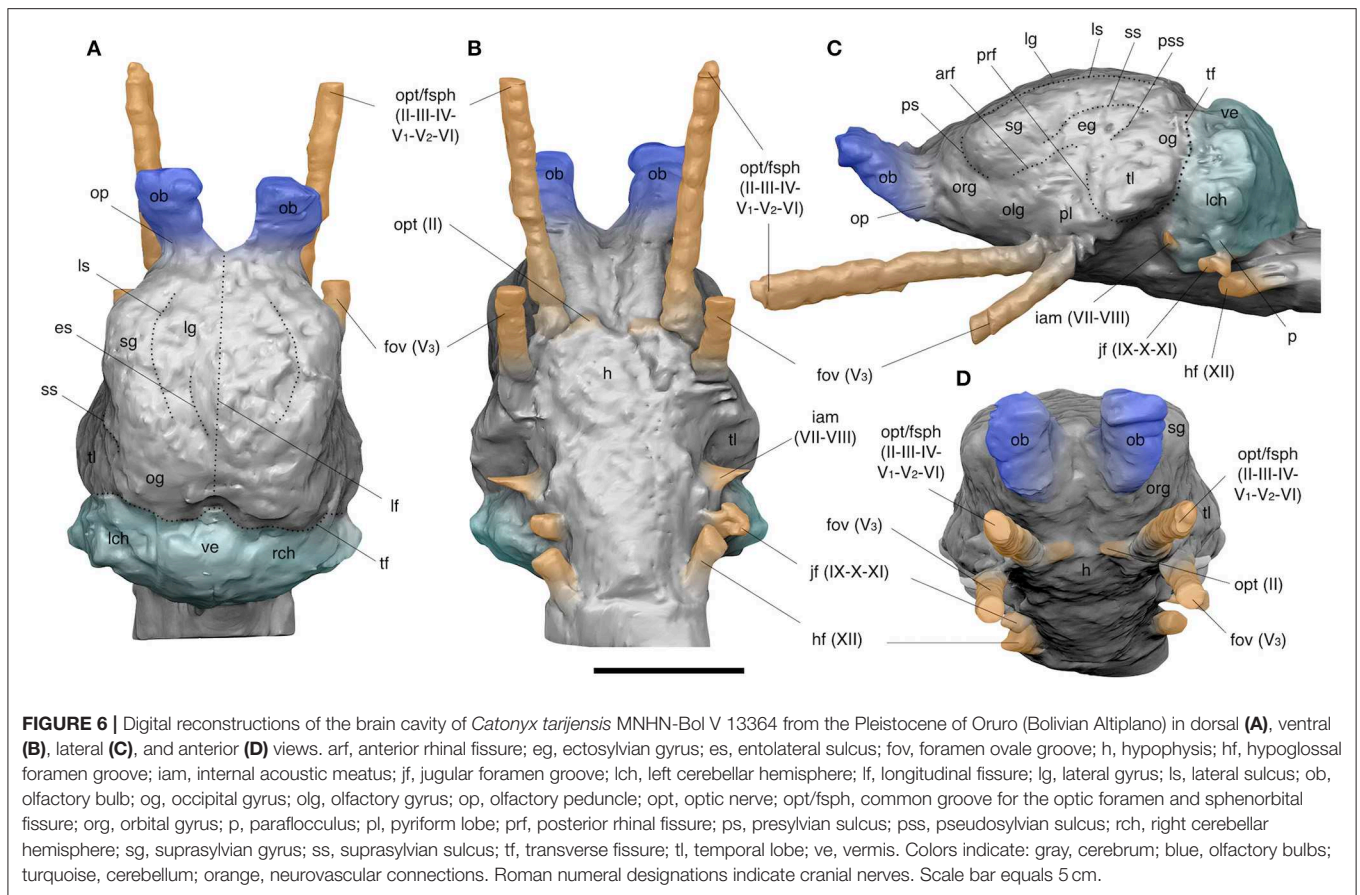 A
B
C
D
opt/fsph
(II-III-IV-
V1-V2-VI)
ob
ob
op
ls
es
lg
sg
ss
tl
og
lch
ve
rch
fov (V3)
lf
tf
opt (II)
ob
ob
h
tl
opt/fsph
(II-III-IV-
V1-V2-VI)
fov (V3)
iam
(VII-VIII)
jf (IX-X-XI)
hf (XII)
ps
arf
prf
lg
ls
ss
pss
tf
ve
sg
eg
og
ob
op
org
olg
pl
tl
lch
iam (VII-VIII)
jf (IX-X-XI)
hf (XII)
p
opt/fsph
(II-III-IV-
V1-V2-VI)
ob
ob
sg
org
opt/fsph
(II-III-IV-
V1-V2-VI)
tl
fov (V3)
h
opt (II)
fov (V3)
FIGURE 6 | Digital reconstructions of the brain cavity of Catonyx tarijensis MNHN-Bol V 13364 from the Pleistocene of Oruro (Bolivian Altiplano) in dorsal (A), ventral
(B), lateral (C), and anterior (D) views. arf, anterior rhinal fissure; eg, ectosylvian gyrus; es, entolateral sulcus; fov, foramen ovale groove; h, hypophysis; hf, hypoglossal
foramen groove; iam, internal acoustic meatus; jf, jugular foramen groove; lch, left cerebellar hemisphere; lf, longitudinal fissure; lg, lateral gyrus; ls, lateral sulcus; ob,
olfactory bulb; og, occipital gyrus; olg, olfactory gyrus; op, olfactory peduncle; opt, optic nerve; opt/fsph, common groove for the optic foramen and sphenorbital
fissure; org, orbital gyrus; p, paraflocculus; pl, pyriform lobe; prf, posterior rhinal fissure; ps, presylvian sulcus; pss, pseudosylvian sulcus; rch, right cerebellar
hemisphere; sg, suprasylvian gyrus; ss, suprasylvian sulcus; tf, transverse fissure; tl, temporal lobe; ve, vermis. Colors indicate: gray, cerebrum; blue, olfactory bulbs;
turquoise, cerebellum; orange, neurovascular connections. Roman numeral designations indicate cranial nerves. Scale bar equals 5 cm.